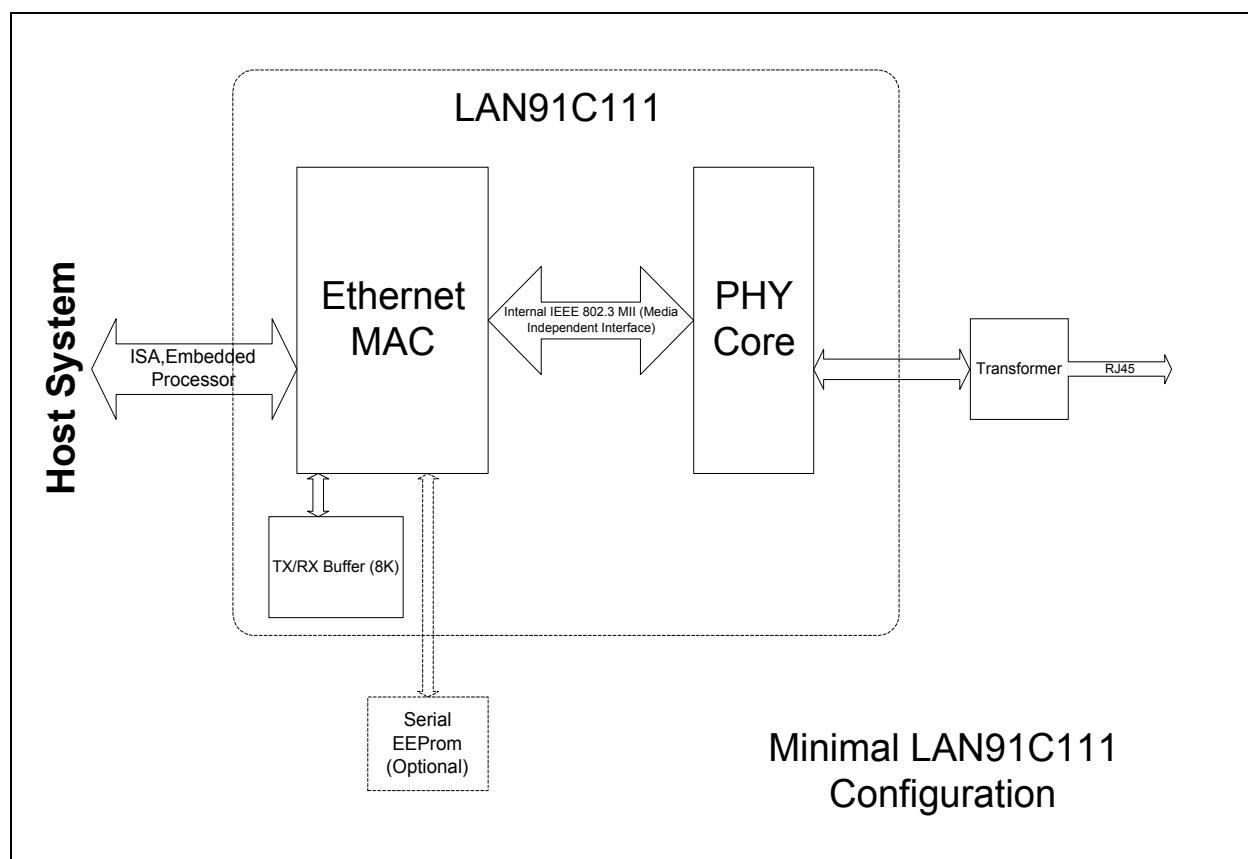 LAN91C111
Host System
ISA,Embedded
Processor
Ethernet
MAC
Internal IEEE 802.3 MII (Media
Independent Interface)
PHY
Core
Transformer
RJ45
TX/RX Buffer (8K)
Serial
EEProm
(Optional)
Minimal LAN91C111
Configuration